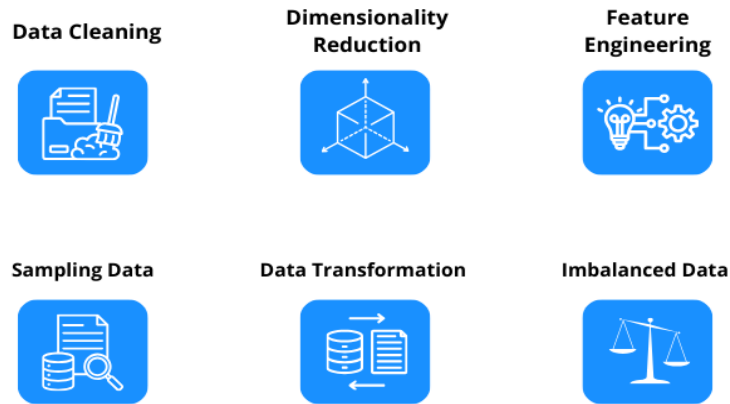 Data Cleaning
Dimensionality
Reduction
Feature
Engineering
Sampling Data
Data Transformation
Imbalanced Data